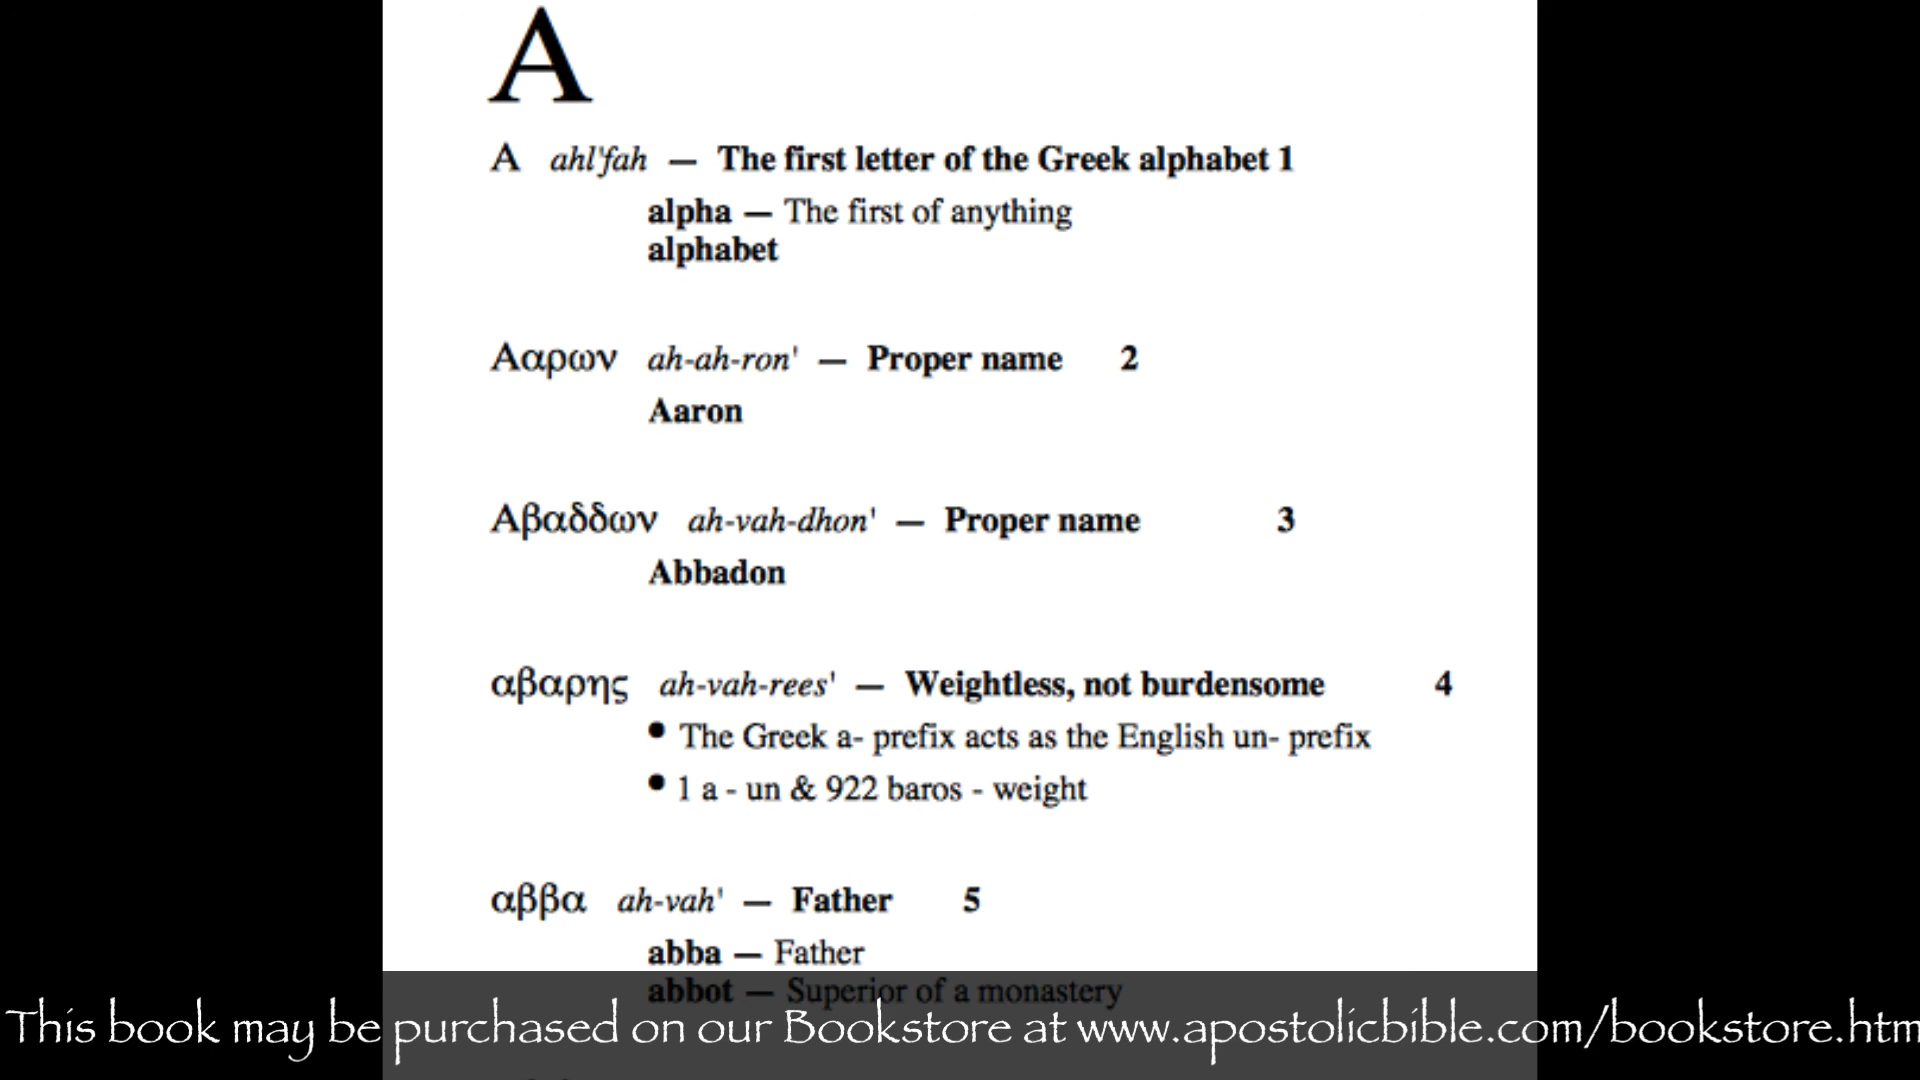 A
A ahl'fah — The first letter of the Greek alphabet 1
alpha — The first of anything
alphabet
Ααρων ah-ah-ron' — Proper name 2
Aaron
Αβαδδων ah-vah-dhon' — Proper name 3
Abbadon
αβαρης ah-vah-rees' — Weightless, not burdensome 4
• The Greek a- prefix acts as the English un- prefix
• 1 a - un & 922 baros - weight
αββα ah-vah' — Father 5
abba — Father
abbot — Superior of a monastery
This book may be purchased on our Bookstore at www.apostolicbible.com/bookstore.htm